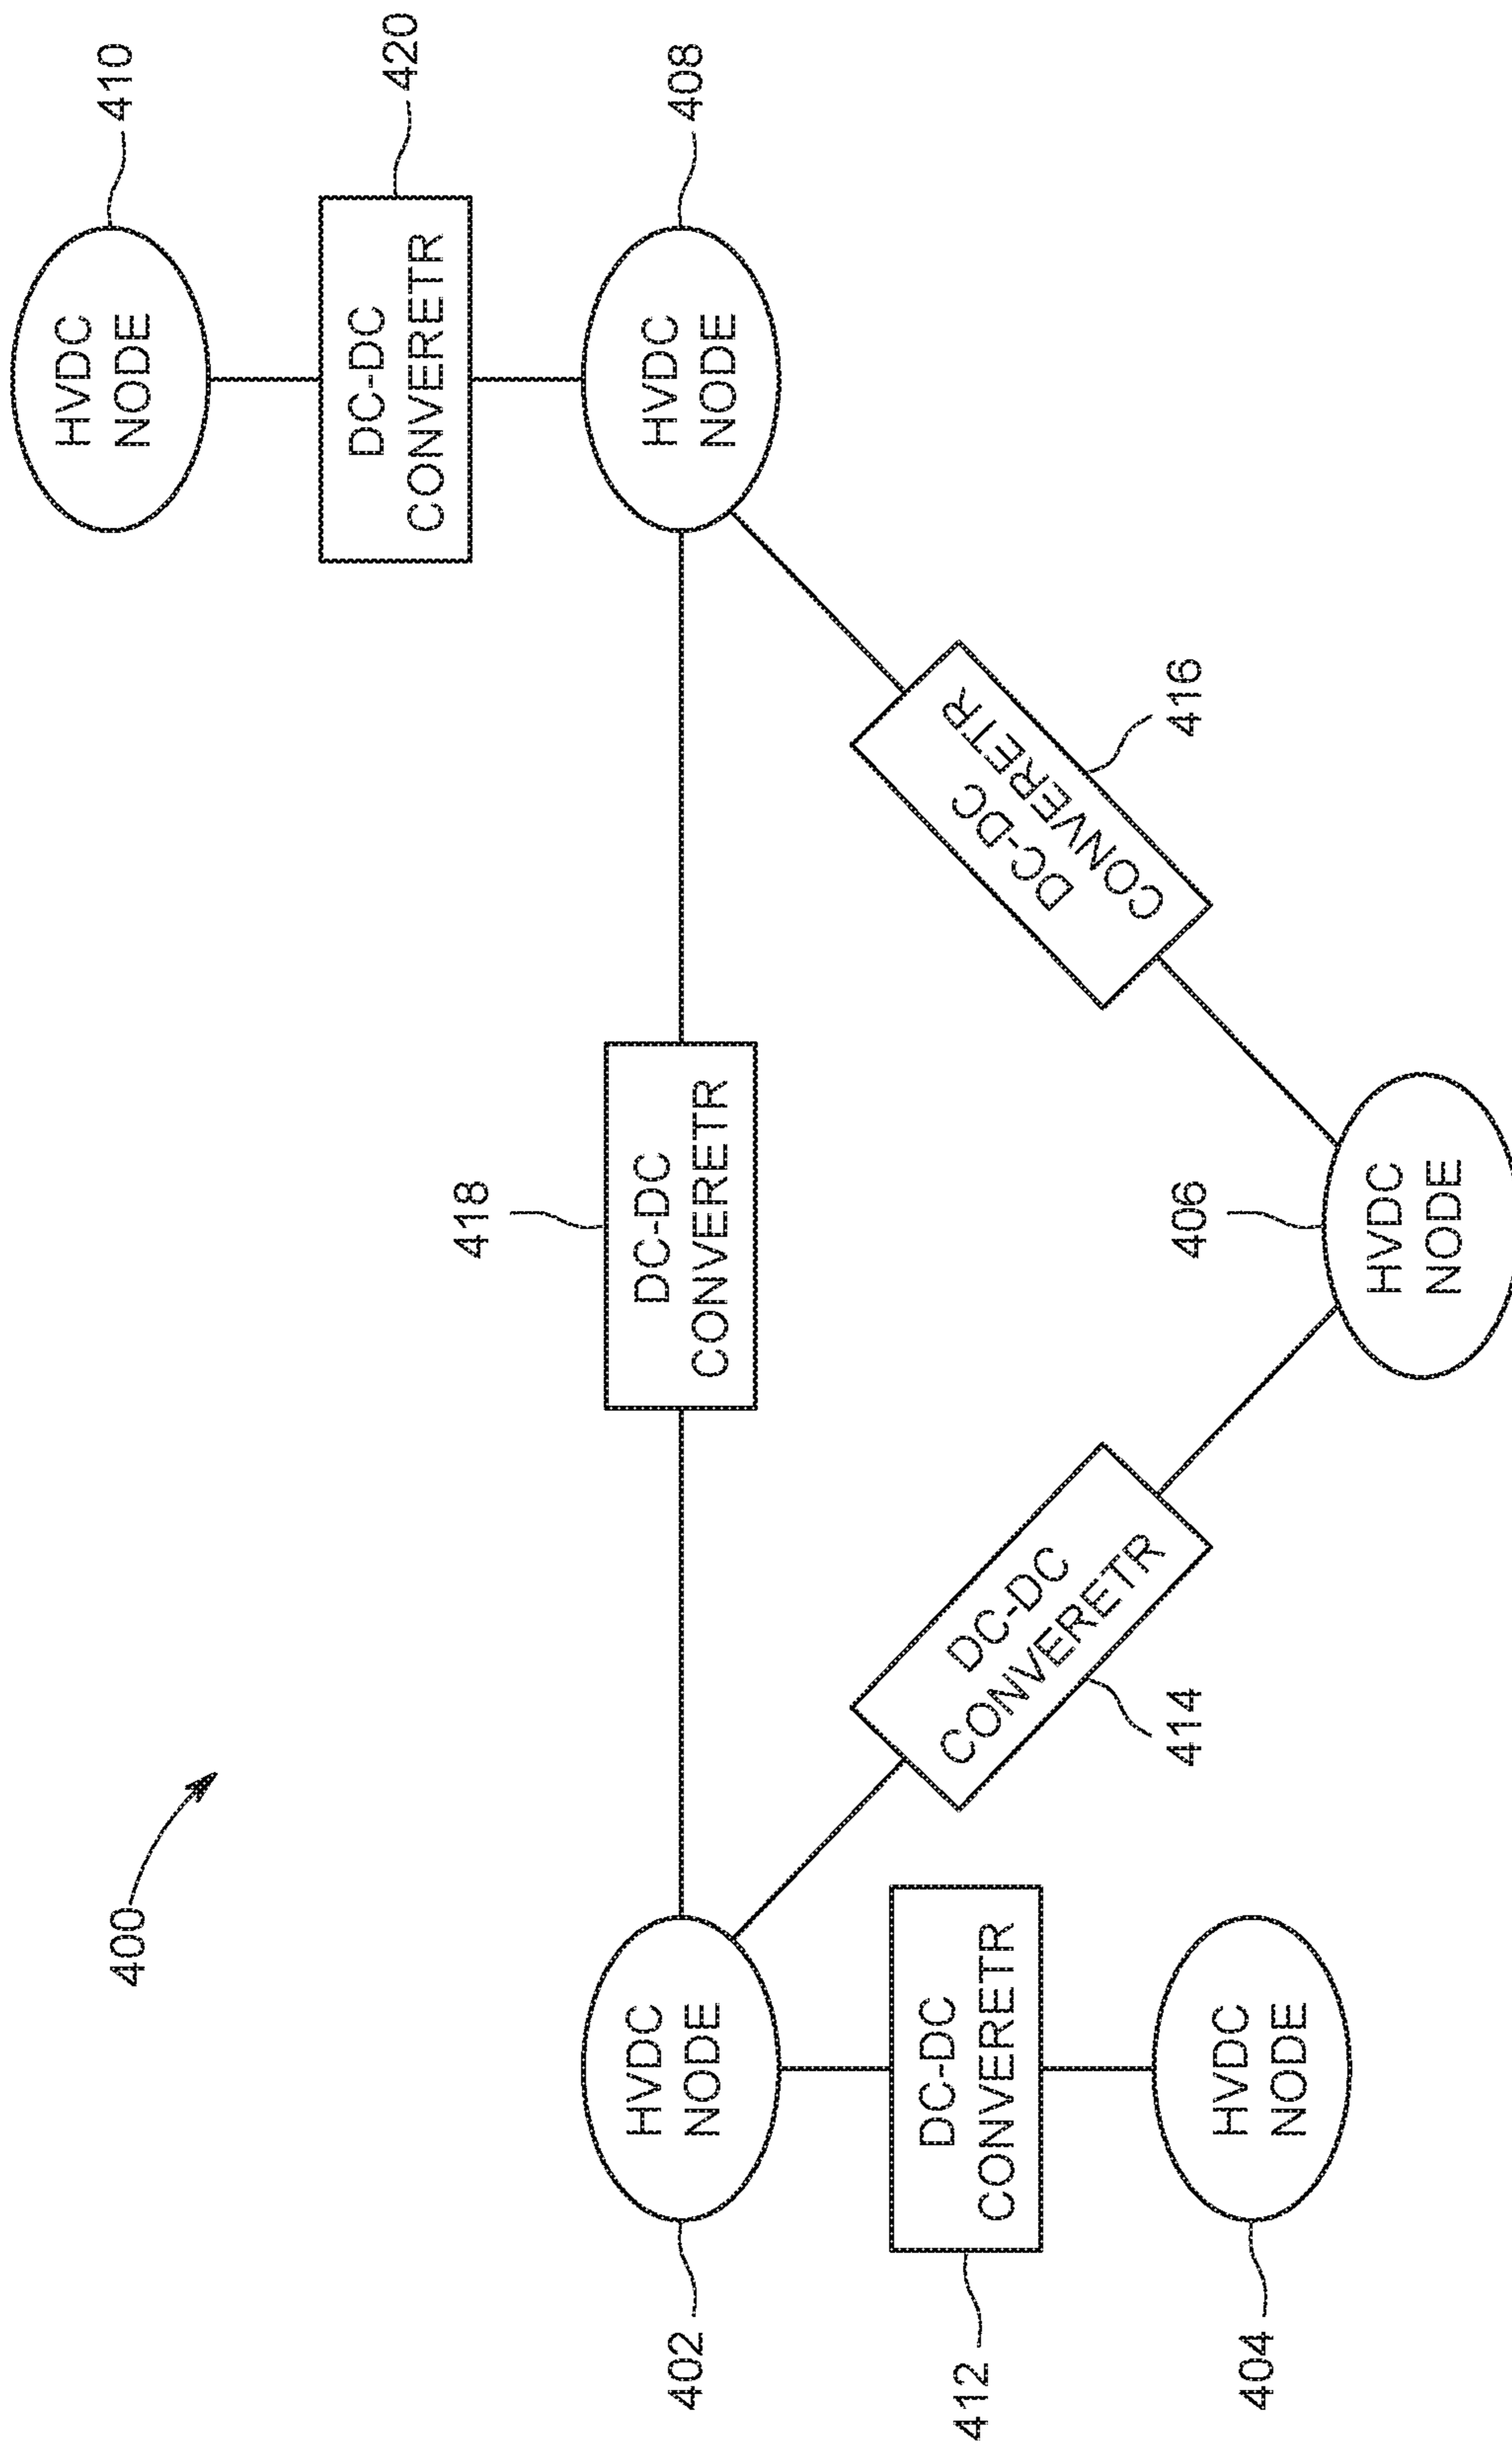 400
HVDC
NODE
410
DC-DC
CONVERETR
420
402
HVDC
NODE
418
DC-DC
CONVERETR
HVDC
NODE
408
412
DC-DC
CONVERETR
DC-DC
CONVERETR
414
DC-DC
CONVERETR
416
404
HVDC
NODE
406
HVDC
NODE